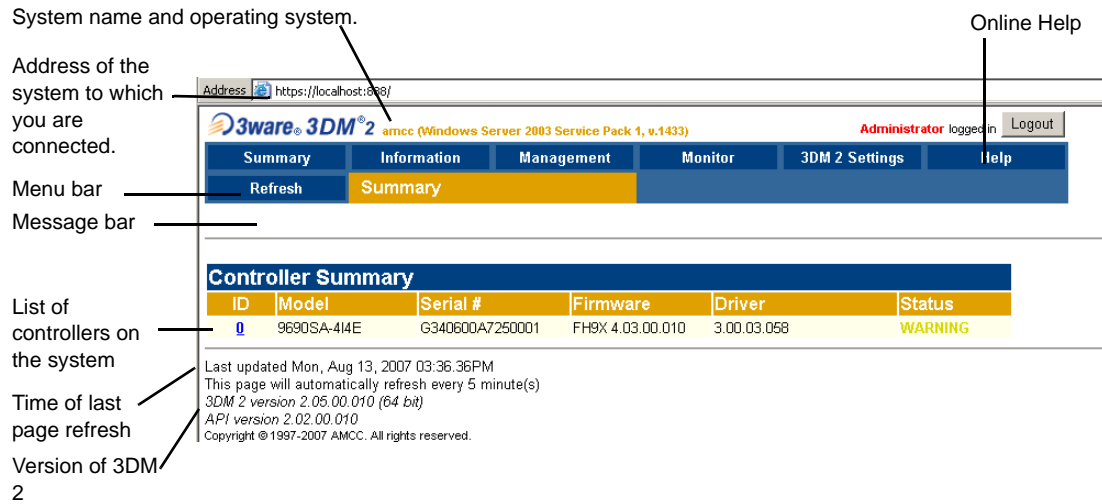 System name and operating system.
Online Help
Address of the
system to which
you are
connected.
Address https://localhost:888/
3ware® 3DM®2 amcc (Windows Server 2003 Service Pack 1, v.1433) Administrator logged in Logout
Summary Information Management Monitor 3DM 2 Settings Help
Menu bar
Refresh Summary
Message bar
Controller Summary
ID Model Serial # Firmware Driver Status
0 9690SA-4I4E G340600A7250001 FH9X 4.03.00.010 3.00.03.058 WARNING
List of
controllers on
the system
Last updated Mon, Aug 13, 2007 03:36.36PM
This page will automatically refresh every 5 minute(s)
3DM 2 version 2.05.00.010 (64 bit)
API version 2.02.00.010
Copyright © 1997-2007 AMCC. All rights reserved.
Time of last
page refresh
Version of 3DM
2